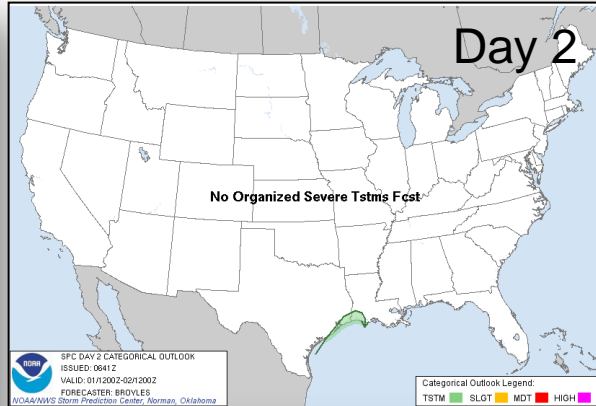 Day 2
No Organized Severe Tstms Fcst
NOAA
SPC DAY 2 CATEGORICAL OUTLOOK
ISSUED: 0641Z
VALID: 01/1200Z-02/1200Z
FORECASTER: BROYLES
NOAA/NWS Storm Prediction Center, Norman, Oklahoma
Categorical Outlook Legend:
TSTM SLGT MDT HIGH